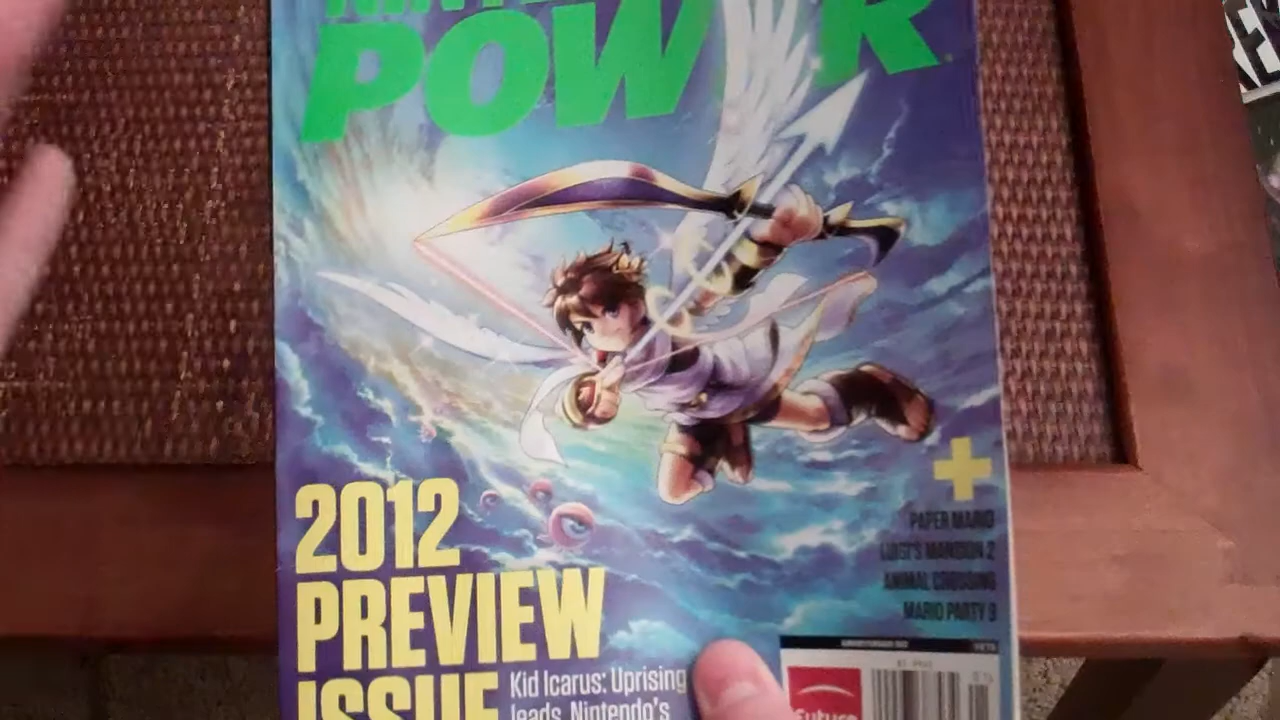 POWER
2012
PREVIEW
ISSUE
Kid Icarus: Uprising
leads Nintendo's
+
PAPER MARIO
LUIGI'S MANSION 2
ANIMAL CROSSING
MARIO PARTY 9
Future